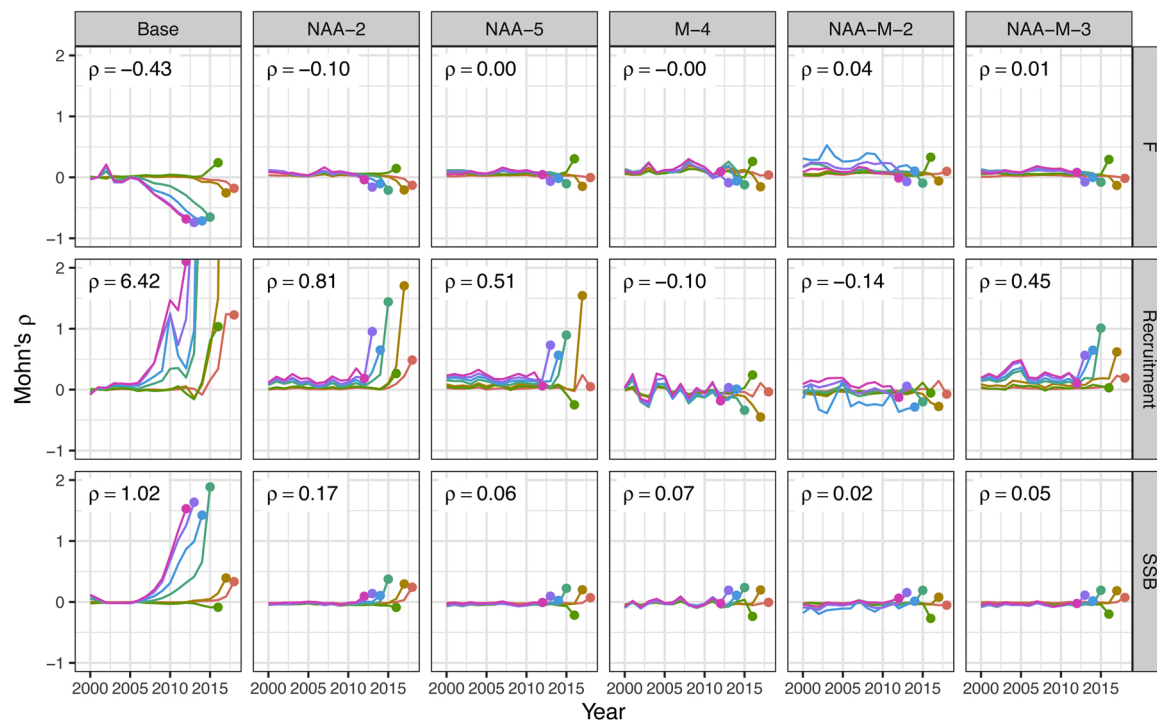 Base NAA−2 NAA−5 M−4 NAA−M−2 NAA−M−3
2 ρ = −0.43 ρ = −0.10 ρ = 0.00 ρ = −0.00 ρ = 0.04 ρ = 0.01
1
0
−1
F
2 ρ = 6.42 ρ = 0.81 ρ = 0.51 ρ = −0.10 ρ = −0.14 ρ = 0.45
1
0
−1
Recruitment
Mohn's ρ
2 ρ = 1.02 ρ = 0.17 ρ = 0.06 ρ = 0.07 ρ = 0.02 ρ = 0.05
1
0
−1
SSB
2000 2005 2010 2015 2000 2005 2010 2015 2000 2005 2010 2015 2000 2005 2010 2015 2000 2005 2010 2015 2000 2005 2010 2015
Year